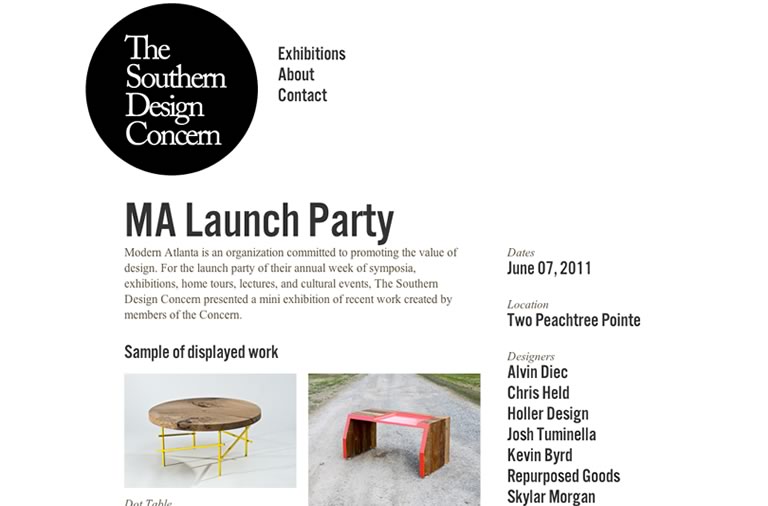 The
Southern
Design
Concern
Exhibitions
About
Contact
MA Launch Party
Modern Atlanta is an organization committed to promoting the value of
design. For the launch party of their annual week of symposia,
exhibitions, home tours, lectures, and cultural events, The Southern
Design Concern presented a mini exhibition of recent work created by
members of the Concern.
Sample of displayed work
Dot Table
Dates
June 07, 2011
Location
Two Peachtree Pointe
Designers
Alvin Diec
Chris Held
Holler Design
Josh Tuminella
Kevin Byrd
Repurposed Goods
Skylar Morgan